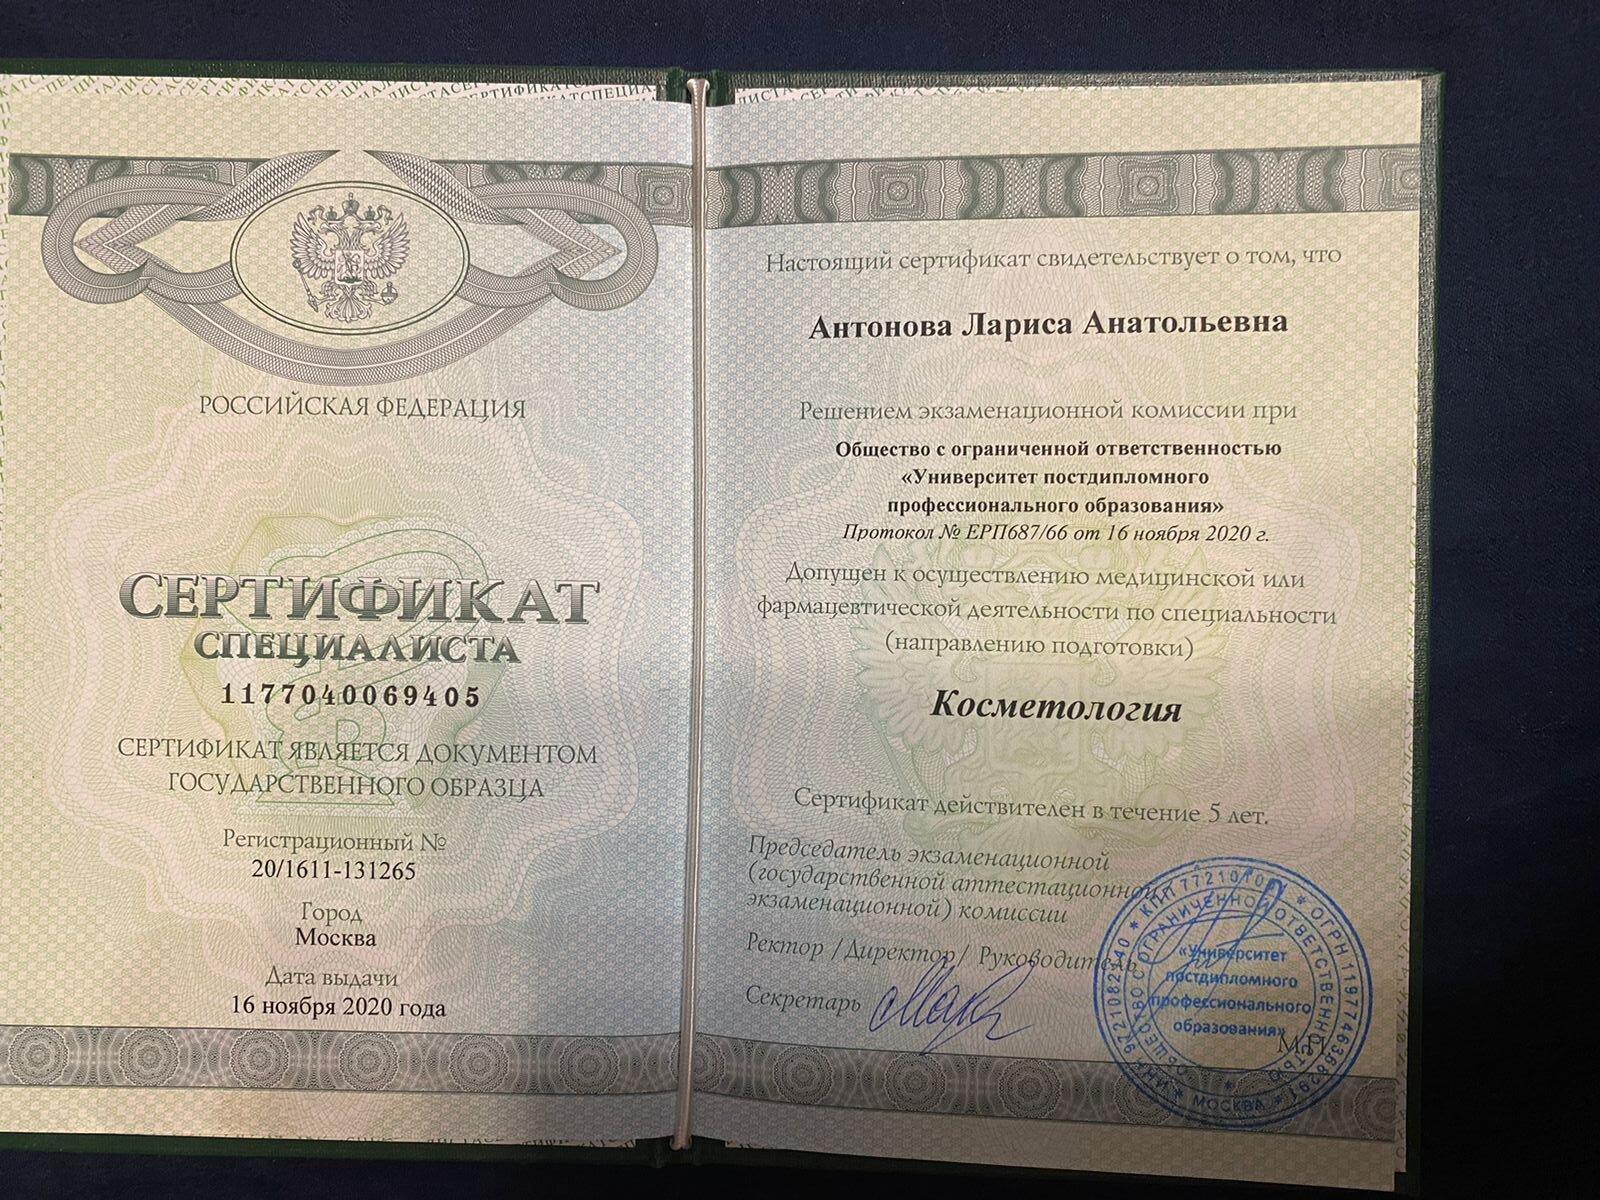 РОССИЙСКАЯ ФЕДЕРАЦИЯ
СЕРТИФИКАТ
СПЕЦИАЛИСТА
1177040069405
СЕРТИФИКАТ ЯВЛЯЕТСЯ ДОКУМЕНТОМ
ГОСУДАРСТВЕННОГО ОБРАЗЦА
Регистрационный №
20/1611-131265
Город
Москва
Дата выдачи
16 ноября 2020 года
Настоящий сертификат свидетельствует о том, что
Антонова Лариса Анатольевна
Решением экзаменационной комиссии при
Общество с ограниченной ответственностью
«Университет постдипломного
профессионального образования»
Протокол № ЕРП687/66 от 16 ноября 2020 г.
Допущен к осуществлению медицинской или
фармацевтической деятельности по специальности
(направлению подготовки)
Косметология
Сертификат действителен в течение 5 лет.
Председатель экзаменационной
(государственной аттестационной,
экзаменационной) комиссии
Ректор /Директор/ Руководитель
Секретарь
М.П.
«Университет
постдипломного
профессионального
образования»
ОБЩЕСТВО С ОГРАНИЧЕННОЙ ОТВЕТСТВЕННОСТЬЮ
МОСКВА